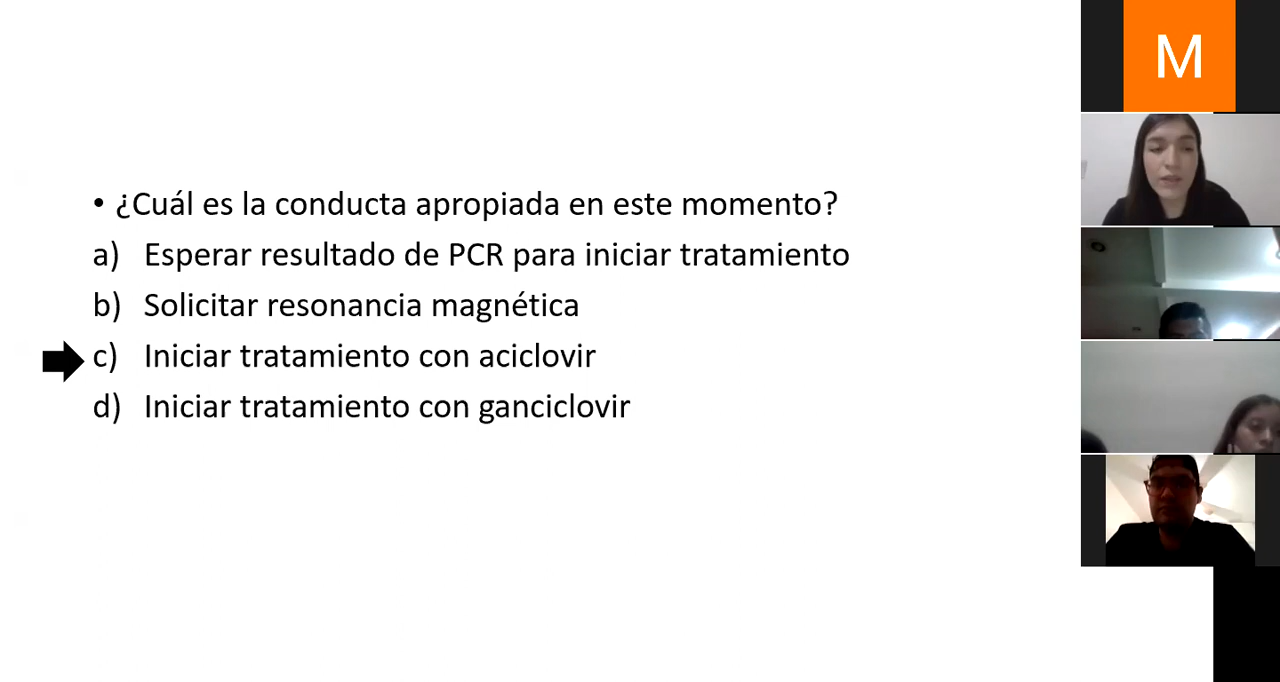 • ¿Cuál es la conducta apropiada en este momento?
a) Esperar resultado de PCR para iniciar tratamiento
b) Solicitar resonancia magnética
c) Iniciar tratamiento con aciclovir
d) Iniciar tratamiento con ganciclovir
M